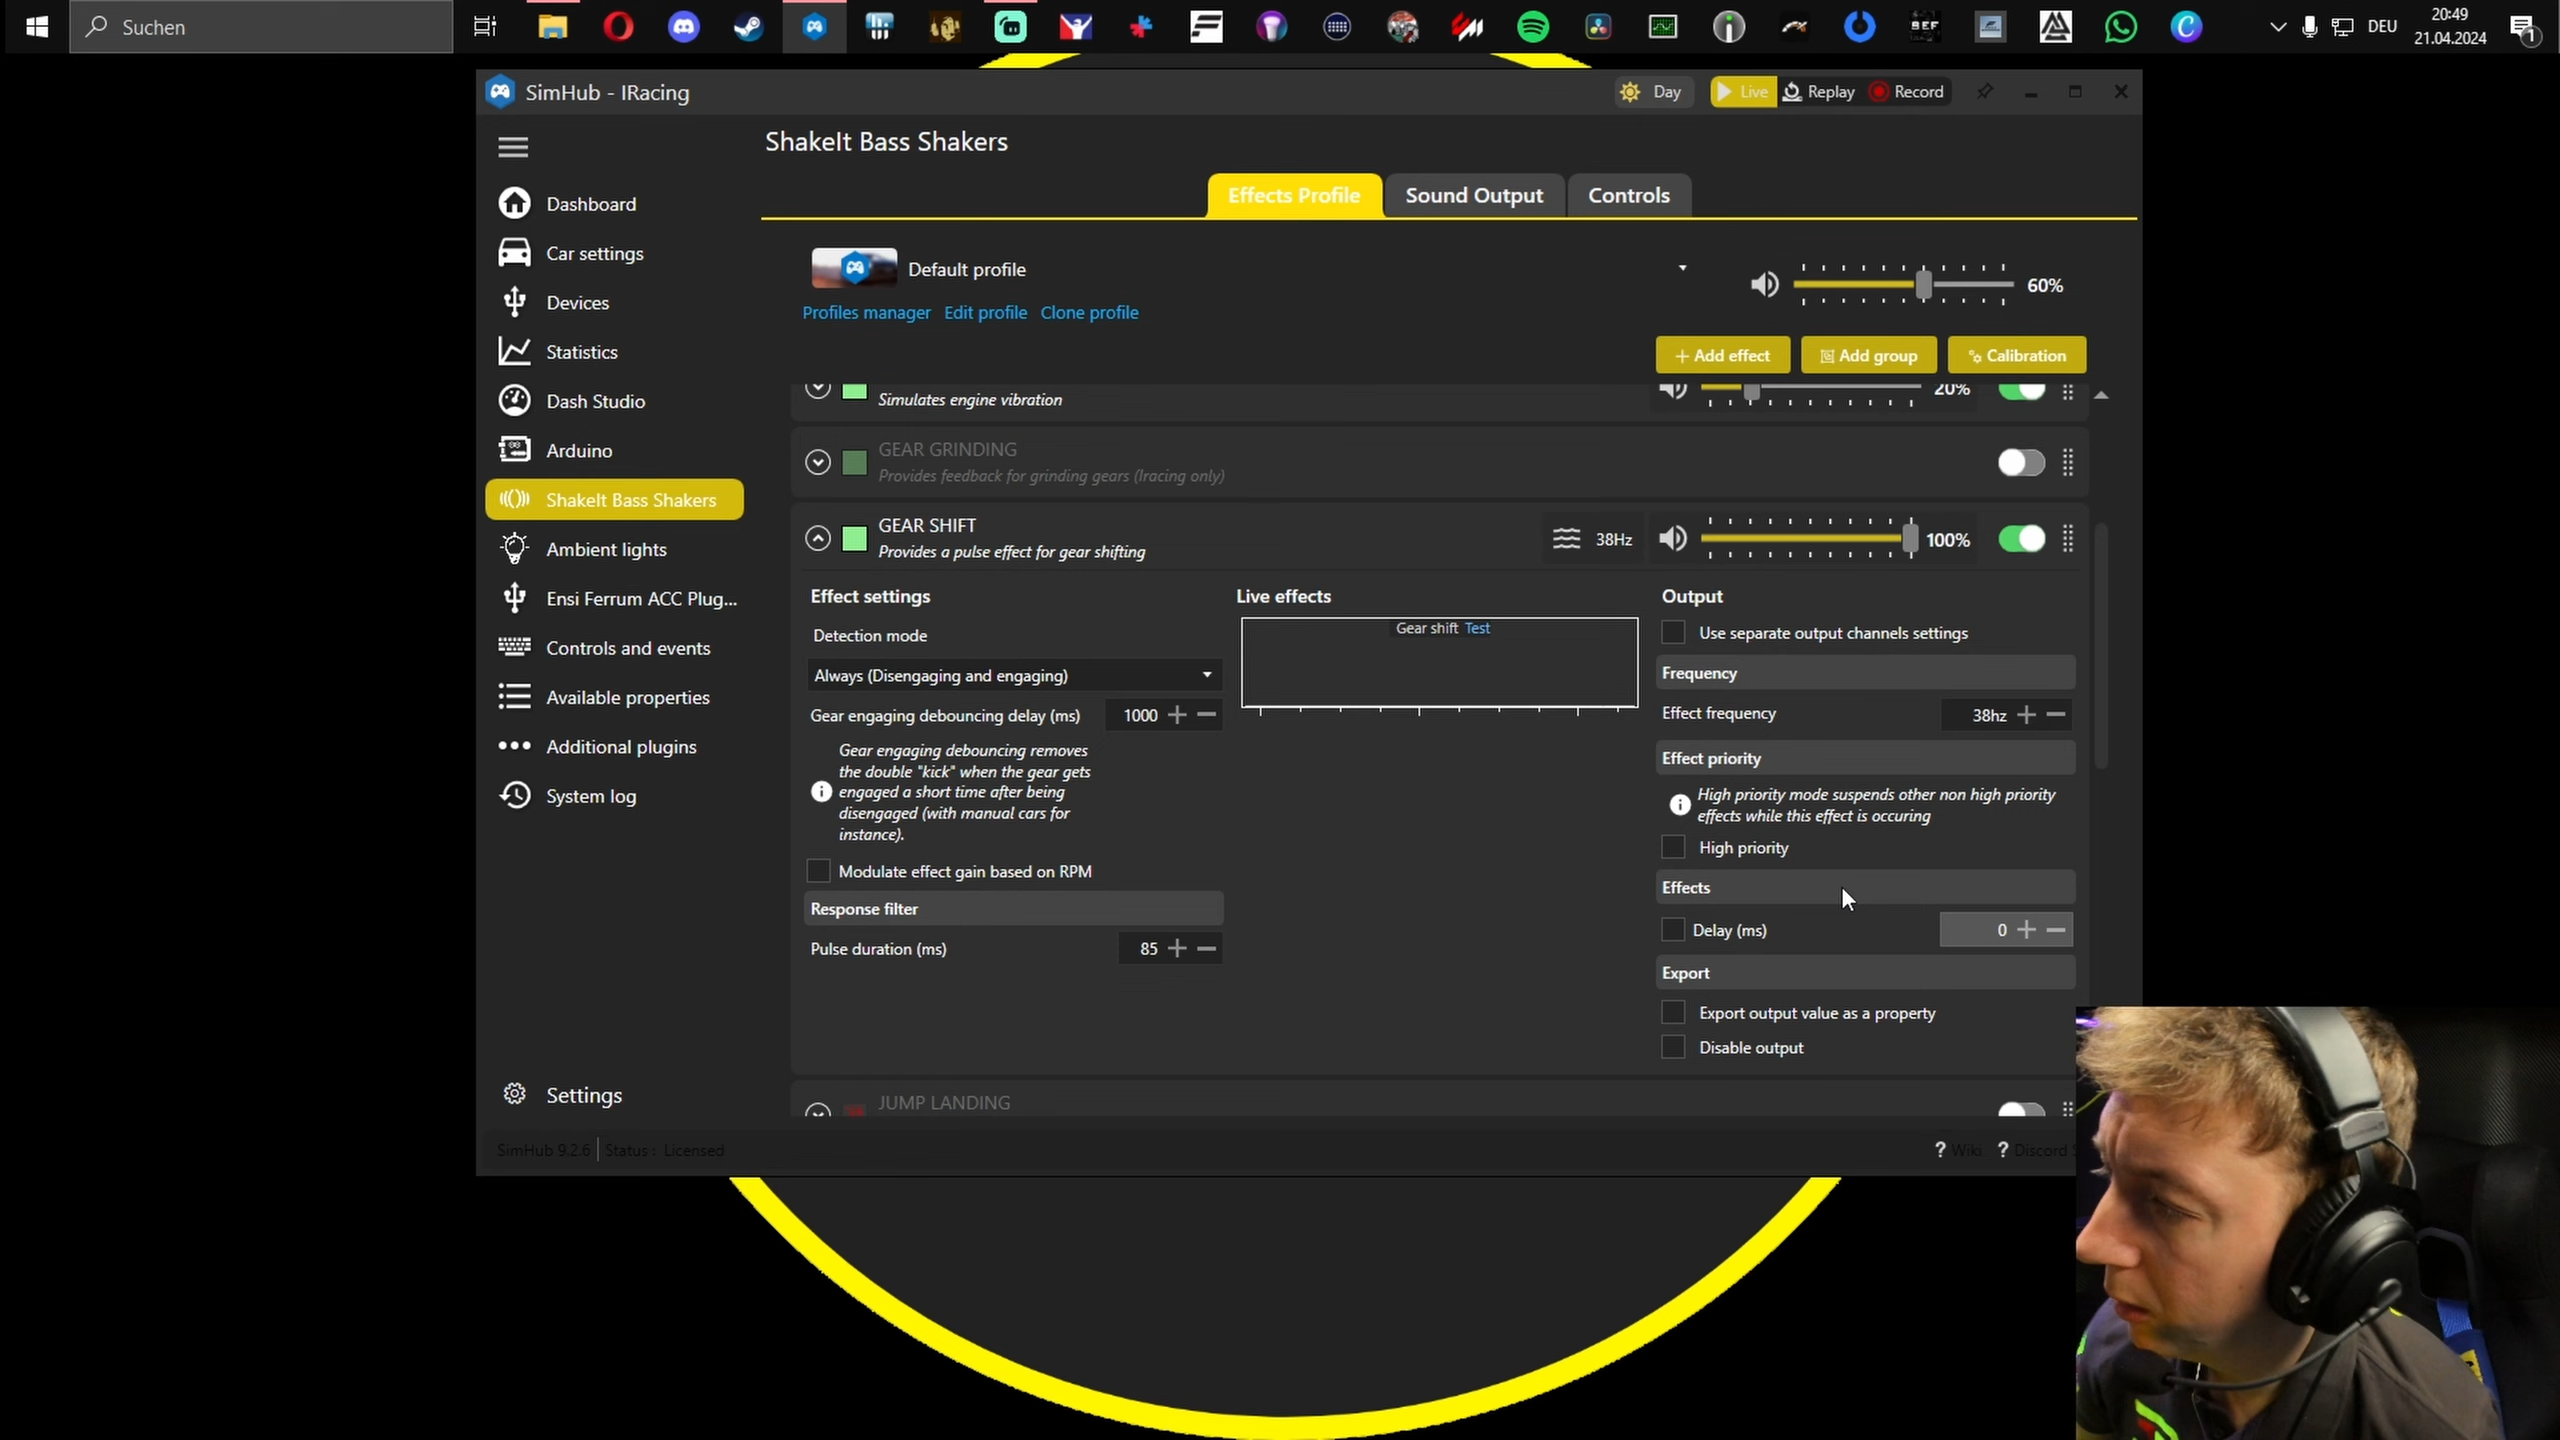 Suchen
BEF
DEU
20:49
21.04.2024
1
SimHub - IRacing
Day
Live
Replay
Record
ShakeIt Bass Shakers
Effects Profile
Sound Output
Controls
Dashboard
Car settings
Devices
Statistics
Dash Studio
Arduino
ShakeIt Bass Shakers
Ambient lights
Ensi Ferrum ACC Plug...
Controls and events
Available properties
Additional plugins
System log
Settings
Default profile
60%
Profiles manager Edit profile Clone profile
+ Add effect
Add group
Calibration
Simulates engine vibration
20%
GEAR GRINDING
Provides feedback for grinding gears (Iracing only)
GEAR SHIFT
Provides a pulse effect for gear shifting
38Hz
100%
Effect settings
Detection mode
Always (Disengaging and engaging)
Gear engaging debouncing delay (ms) 1000
Gear engaging debouncing removes
the double "kick" when the gear gets
engaged a short time after being
disengaged (with manual cars for
instance).
Modulate effect gain based on RPM
Response filter
Pulse duration (ms) 85
Live effects
Gear shift Test
Output
Use separate output channels settings
Frequency
Effect frequency 38hz
Effect priority
High priority mode suspends other non high priority
effects while this effect is occuring
High priority
Effects
Delay (ms) 0
Export
Export output value as a property
Disable output
JUMP LANDING
SimHub 9.2.6 Status : Licensed
? Wiki ? Discord